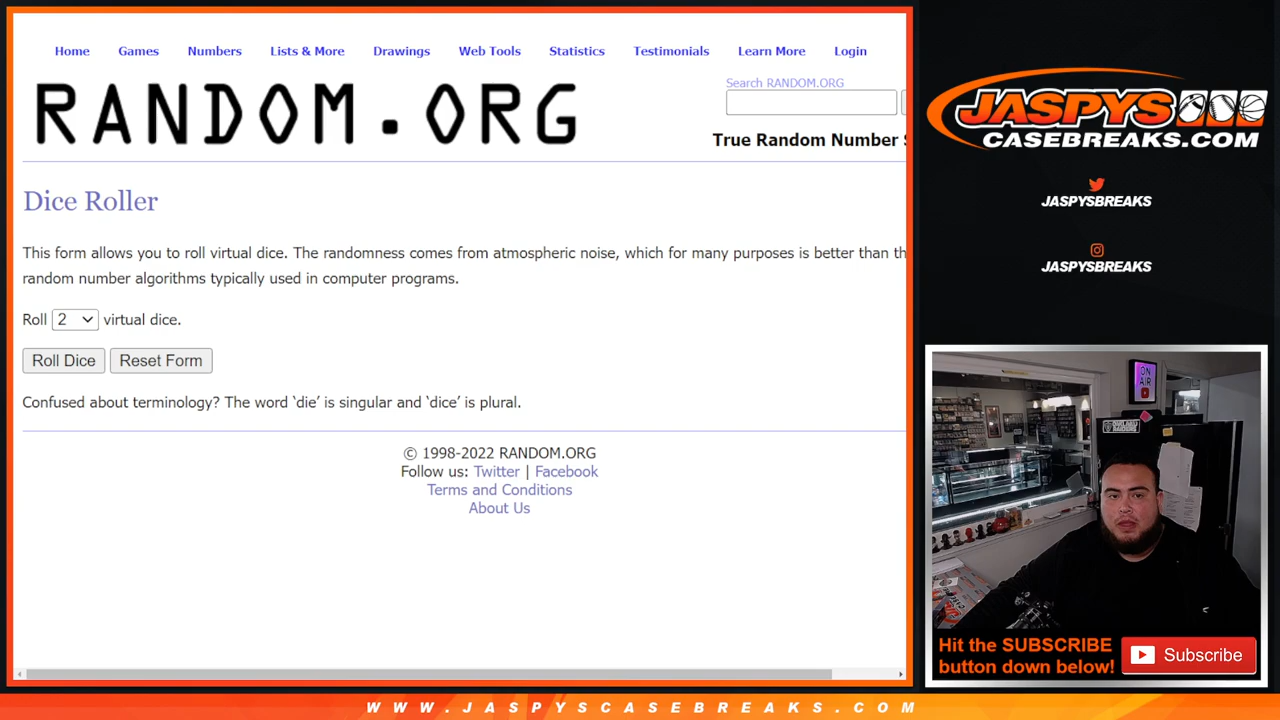 Home Games Numbers Lists & More Drawings Web Tools Statistics Testimonials Learn More Login
RANDOM.ORG
Search RANDOM.ORG
True Random Number S
Dice Roller
This form allows you to roll virtual dice. The randomness comes from atmospheric noise, which for many purposes is better than th
random number algorithms typically used in computer programs.
Roll 2 virtual dice.
Roll Dice Reset Form
Confused about terminology? The word ‘die’ is singular and ‘dice’ is plural.
© 1998-2022 RANDOM.ORG
Follow us: Twitter | Facebook
Terms and Conditions
About Us
JASPYS
CASEBREAKS.COM
JASPYSBREAKS
JASPYSBREAKS
ON
AIR
Hit the SUBSCRIBE
button down below!
Subscribe
WWW.JASPYSCASEBREAKS.COM